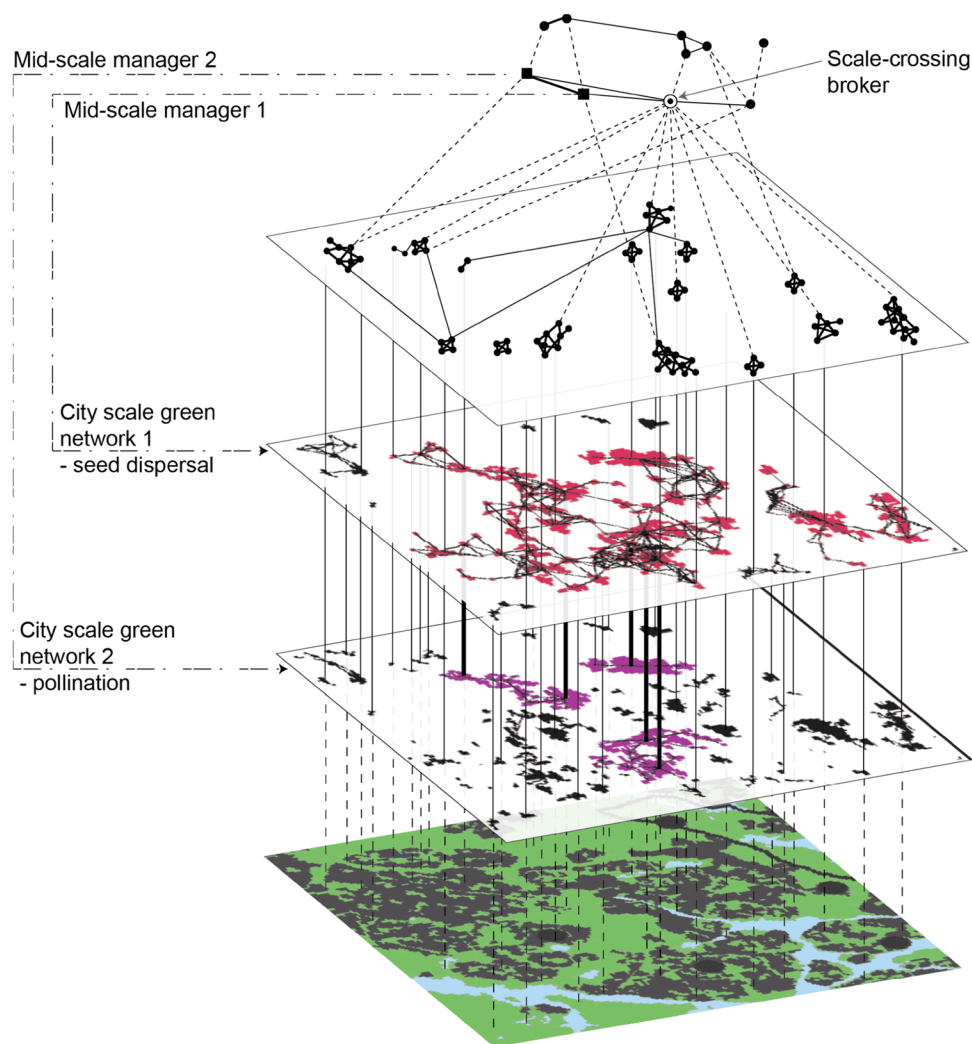 Mid-scale manager 2
Mid-scale manager 1
Scale-crossing
broker
City scale green
network 1
- seed dispersal
City scale green
network 2
- pollination